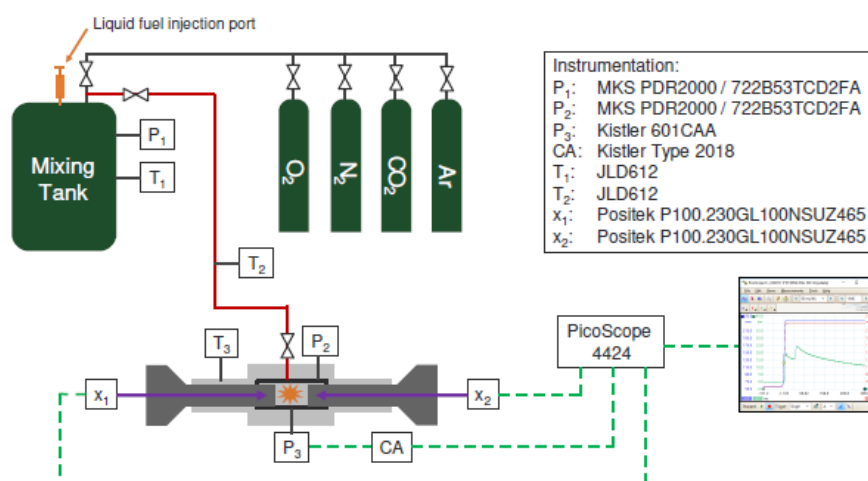 Liquid fuel injection port
Mixing
Tank
P1
T1
O2
N2
CO2
Ar
Instrumentation:
P1: MKS PDR2000 / 722B53TCD2FA
P2: MKS PDR2000 / 722B53TCD2FA
P3: Kistler 601CAA
CA: Kistler Type 2018
T1: JLD612
T2: JLD612
x1: Positek P100.230GL100NSUZ465
x2: Positek P100.230GL100NSUZ465
T2
T3
P2
PicoScope
4424
x1
x2
P3
CA